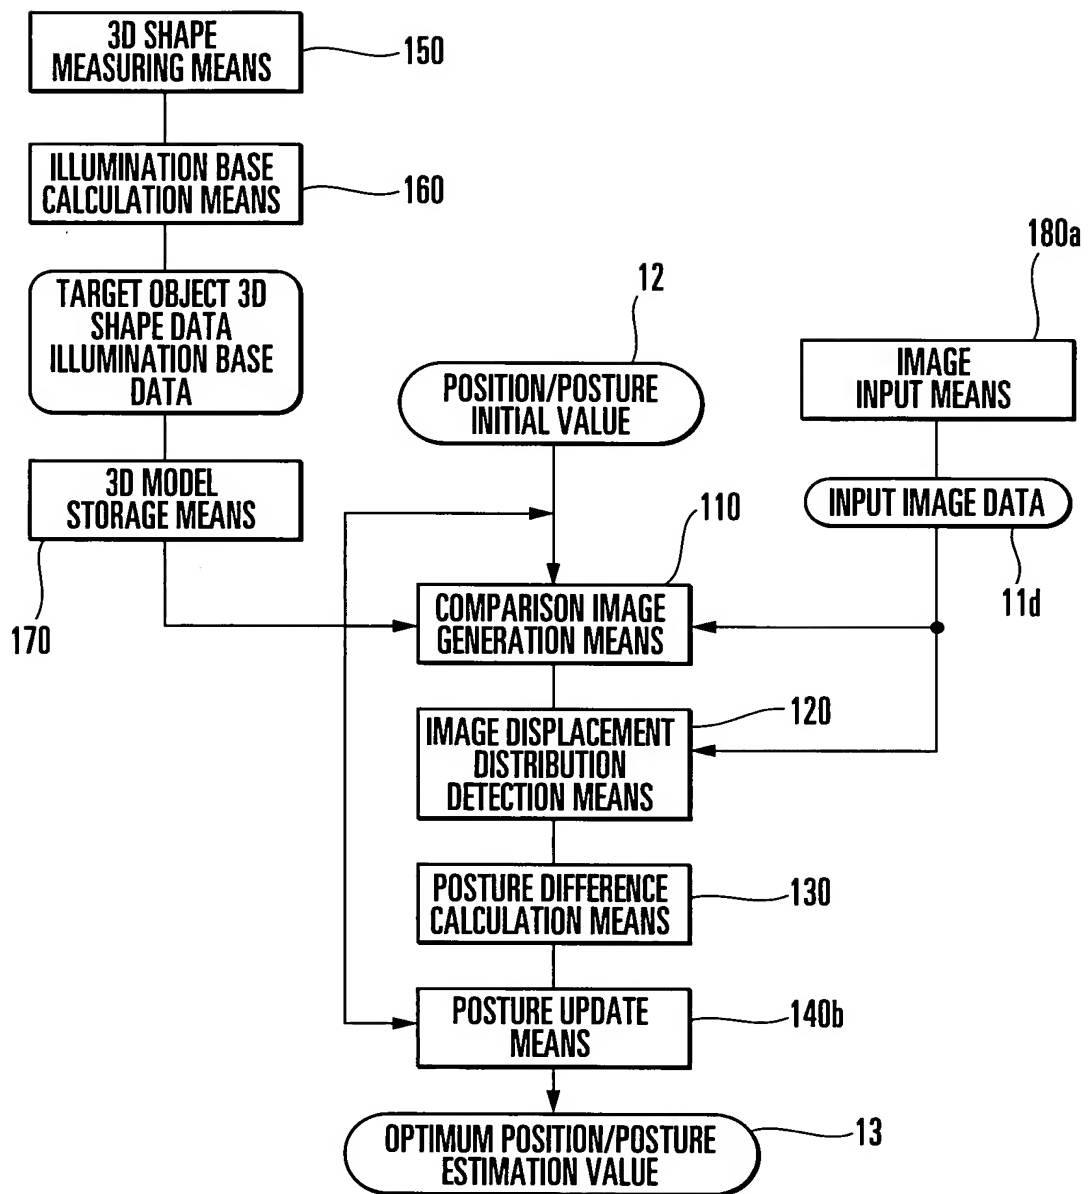 3D SHAPE
MEASURING MEANS
150
ILLUMINATION BASE
CALCULATION MEANS
160
TARGET OBJECT 3D
SHAPE DATA
ILLUMINATION BASE
DATA
3D MODEL
STORAGE MEANS
170
12
POSITION/POSTURE
INITIAL VALUE
180a
IMAGE
INPUT MEANS
INPUT IMAGE DATA
11d
110
COMPARISON IMAGE
GENERATION MEANS
120
IMAGE DISPLACEMENT
DISTRIBUTION
DETECTION MEANS
POSTURE DIFFERENCE
CALCULATION MEANS
130
POSTURE UPDATE
MEANS
140b
OPTIMUM POSITION/POSTURE
ESTIMATION VALUE
13